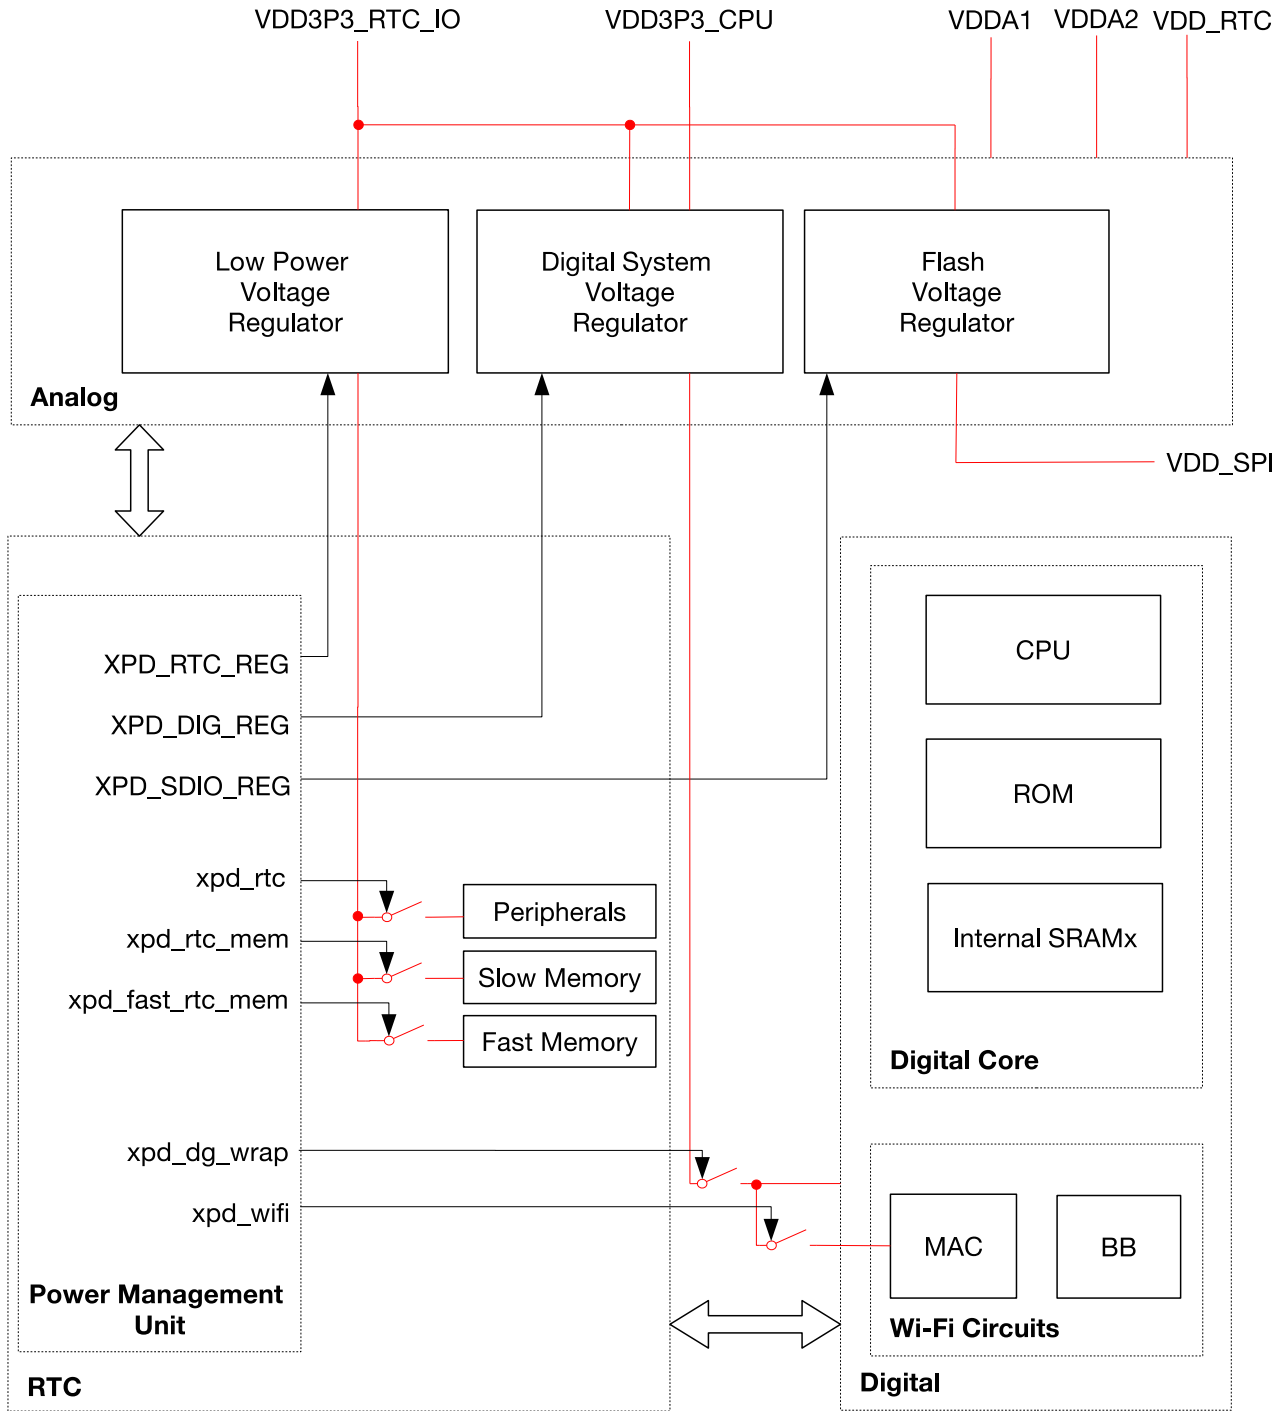 VDD3P3_RTC_IO
VDD3P3_CPU
VDDA1
VDDA2
VDD_RTC
Low Power
Voltage
Regulator
Digital System
Voltage
Regulator
Flash
Voltage
Regulator
Analog
VDD_SPI
XPD_RTC_REG
XPD_DIG_REG
XPD_SDIO_REG
xpd_rtc
xpd_rtc_mem
xpd_fast_rtc_mem
Peripherals
Slow Memory
Fast Memory
xpd_dg_wrap
xpd_wifi
Power Management
Unit
RTC
CPU
ROM
Internal SRAMx
Digital Core
MAC
BB
Wi-Fi Circuits
Digital